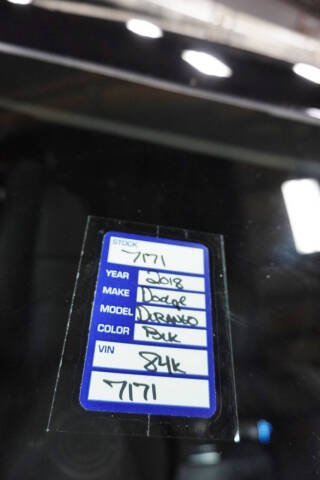 STOCK
7171
YEAR 2018
MAKE Dodge
MODEL DURANGO
COLOR BLK
VIN 84K
7171